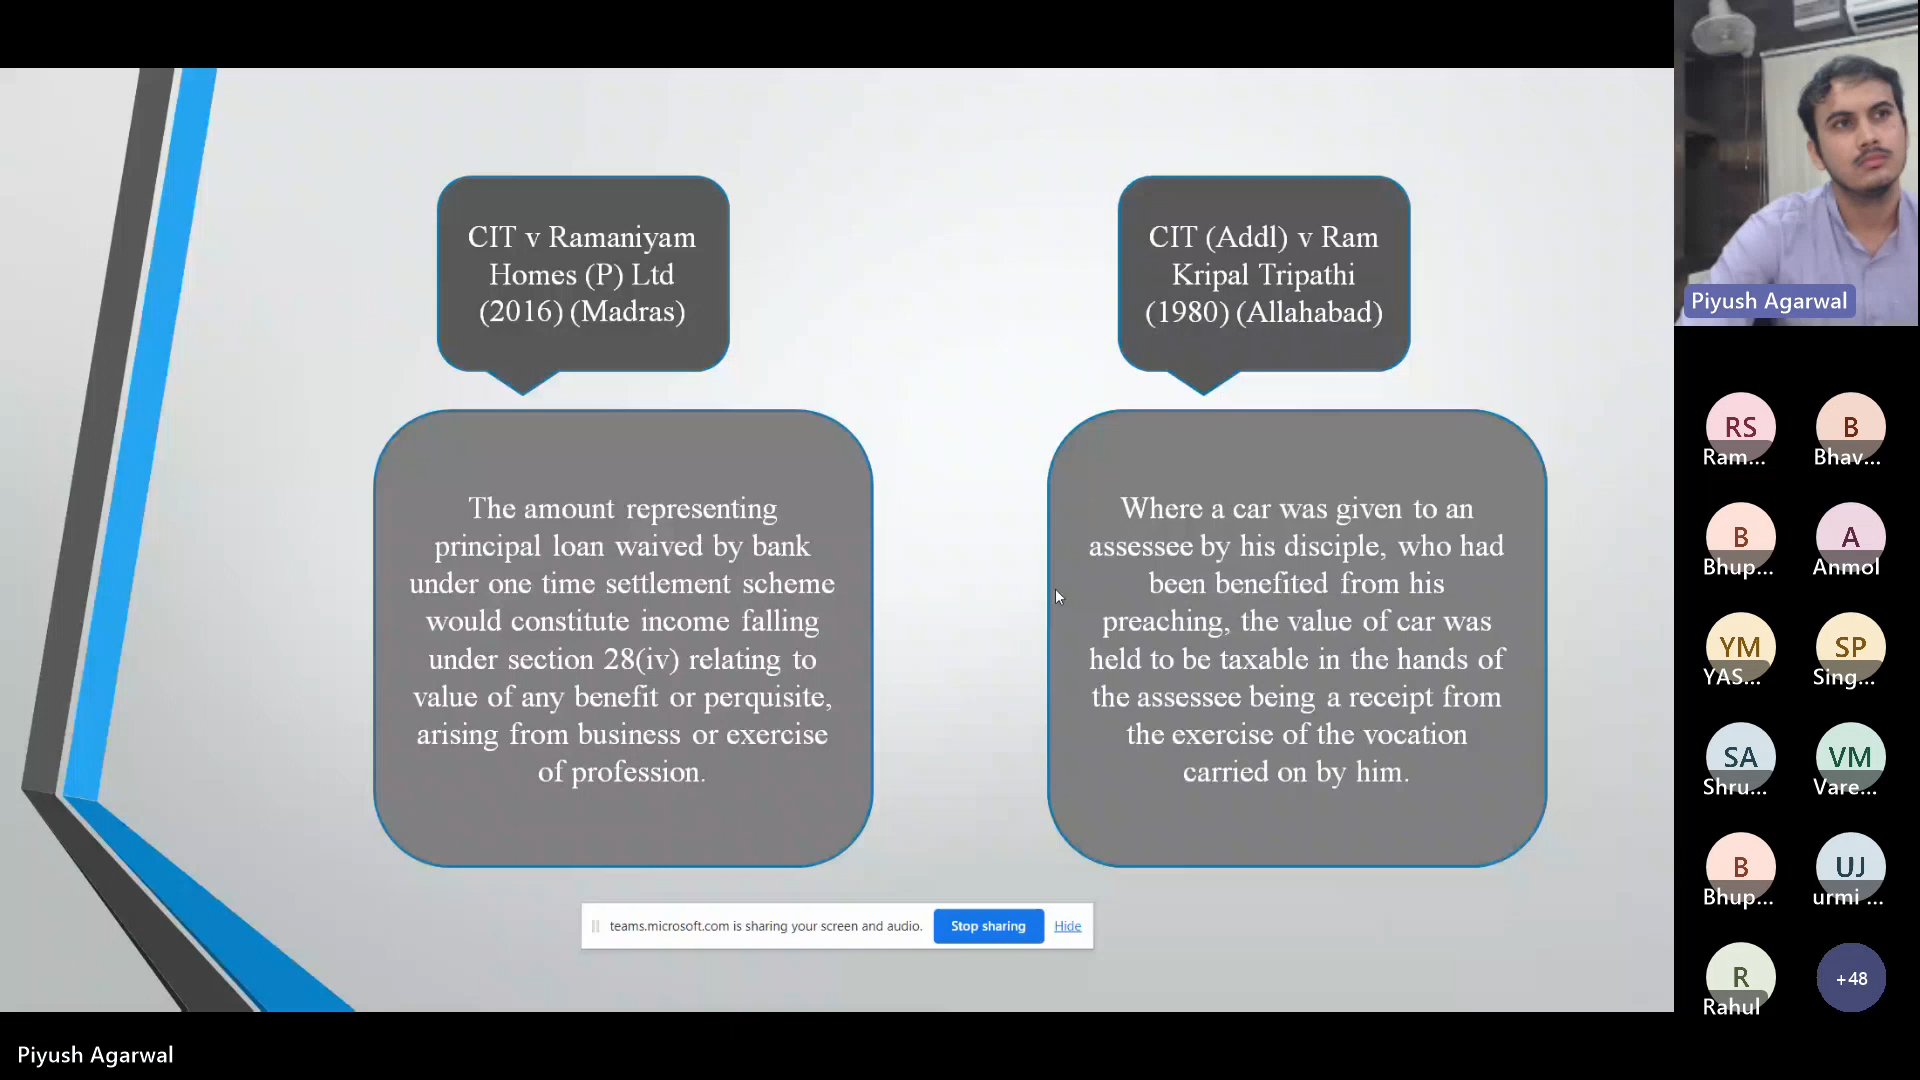 CIT v Ramaniyam
Homes (P) Ltd
(2016) (Madras)
The amount representing
principal loan waived by bank
under one time settlement scheme
would constitute income falling
under section 28(iv) relating to
value of any benefit or perquisite,
arising from business or exercise
of profession.
CIT (Addl) v Ram
Kripal Tripathi
(1980) (Allahabad)
Where a car was given to an
assessee by his disciple, who had
been benefited from his
preaching, the value of car was
held to be taxable in the hands of
the assessee being a receipt from
the exercise of the vocation
carried on by him.
teams.microsoft.com is sharing your screen and audio. Stop sharing Hide
Piyush Agarwal
RS B
Ram... Bhav...
B A
Bhup... Anmol
YM SP
YAS... Sing...
SA VM
Shru... Vare...
B UJ
Bhup... urmi ...
R +48
Rahul
Piyush Agarwal